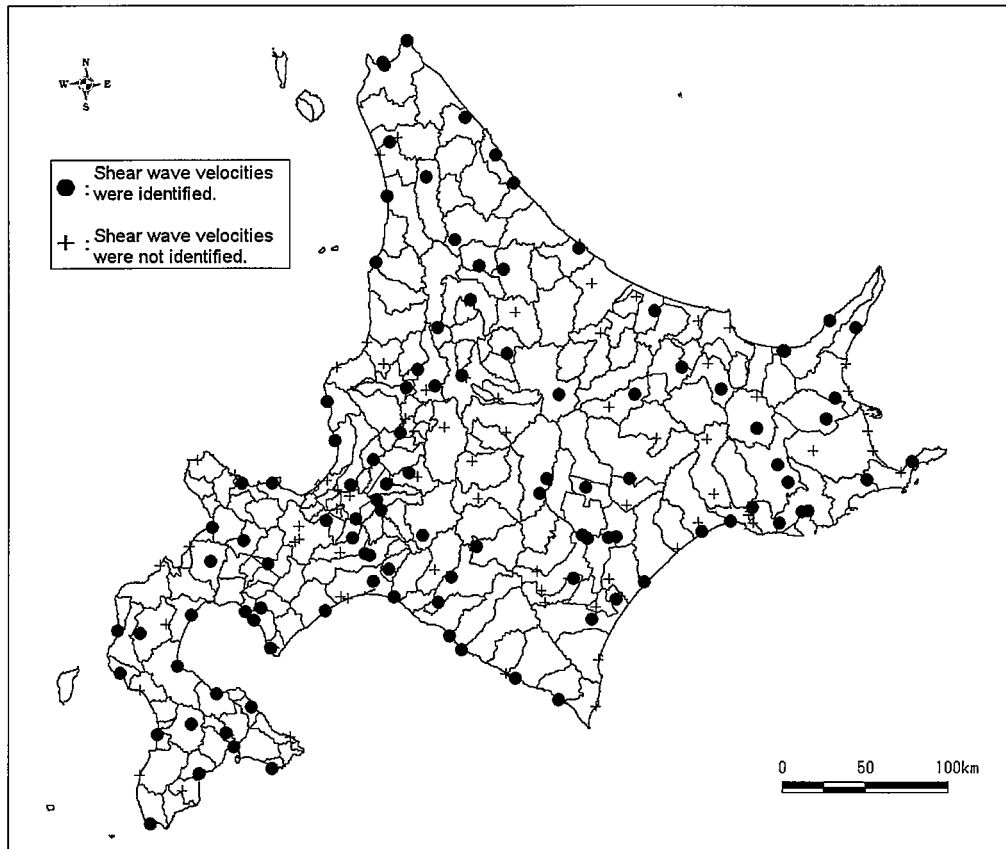 N
W E
S
● : Shear wave velocities
were identified.
+ : Shear wave velocities
were not identified.
0 50 100km